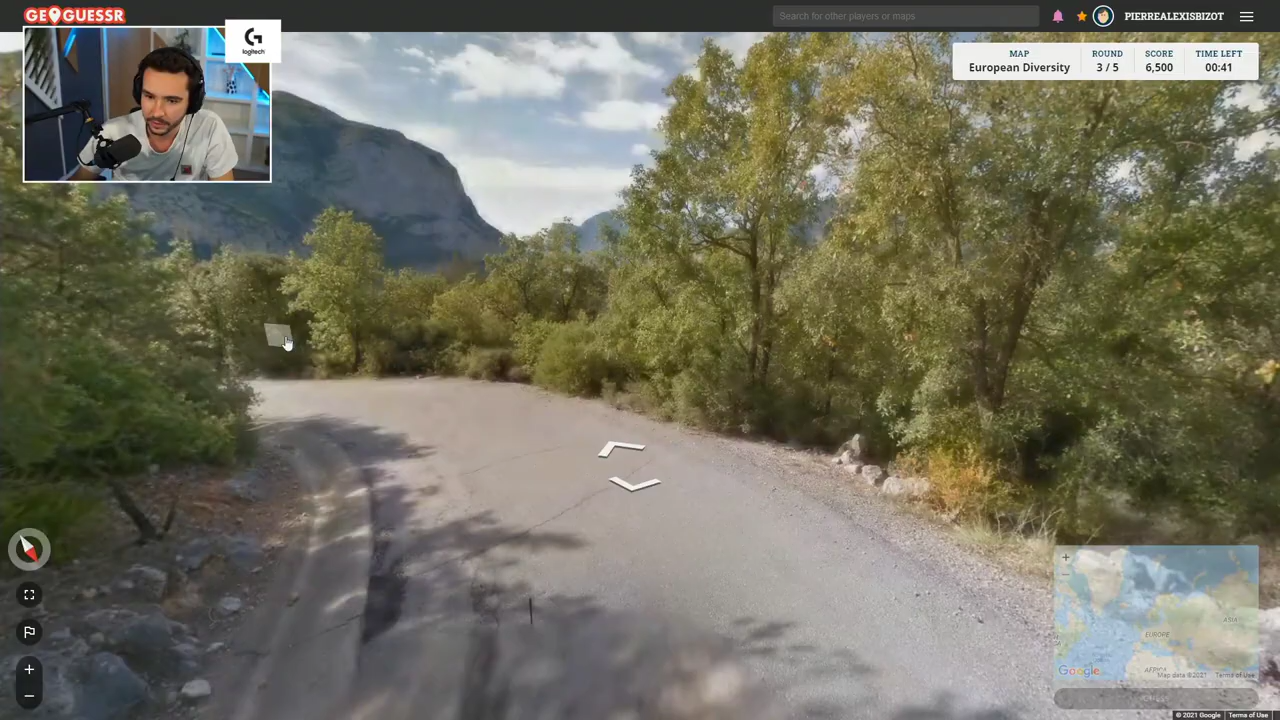 GEOGUESSR
Search for other players or maps
PIERREALEXISBIZOT
logitech
MAP
European Diversity
ROUND
3 / 5
SCORE
6,500
TIME LEFT
00:41
ASIA
EUROPE
AFRICA
Google
Map data ©2021
Terms of Use
© 2021 Google
Terms of Use